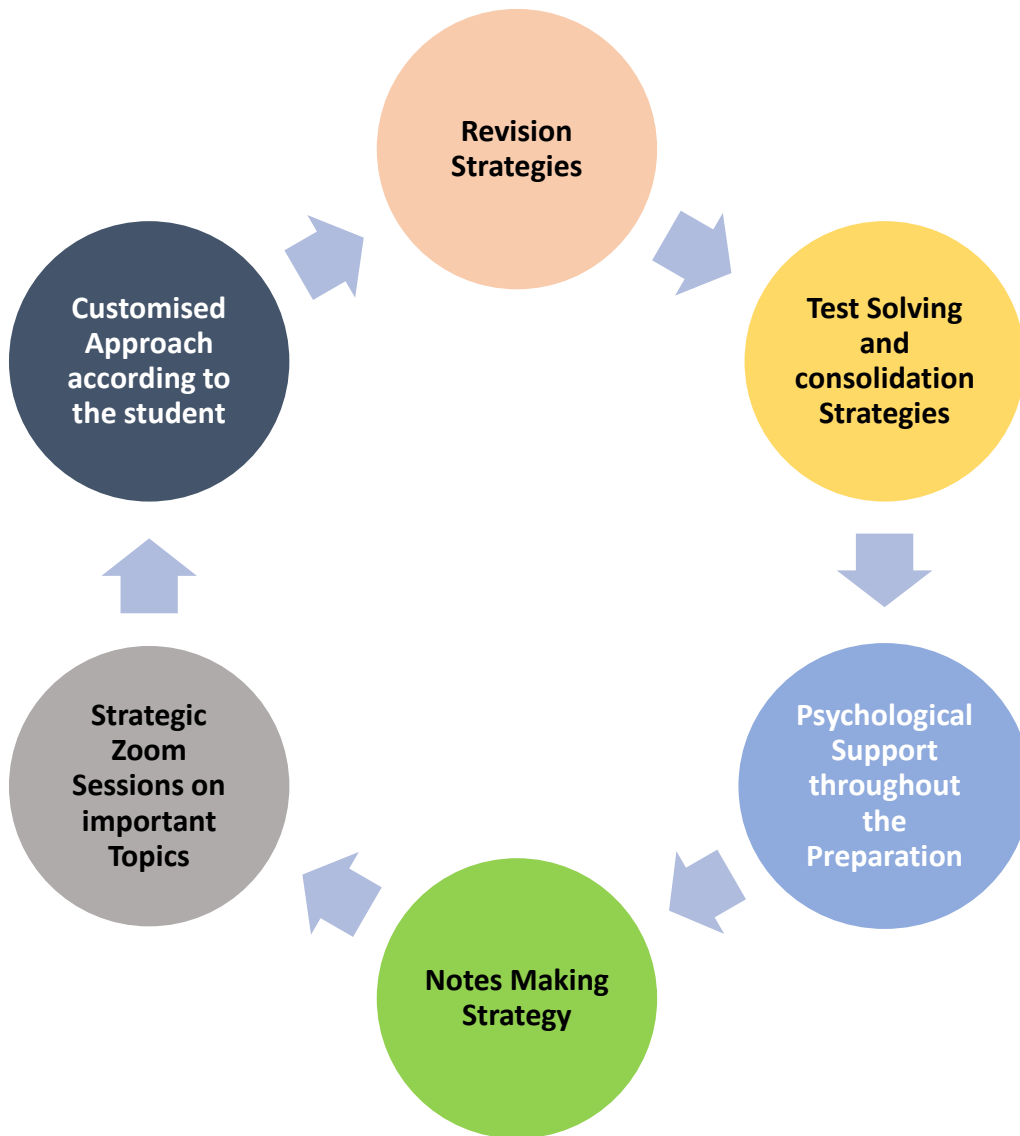 Revision
Strategies
Test Solving
and
consolidation
Strategies
Psychological
Support
throughout
the
Preparation
Notes Making
Strategy
Strategic
Zoom
Sessions on
important
Topics
Customised
Approach
according to
the student